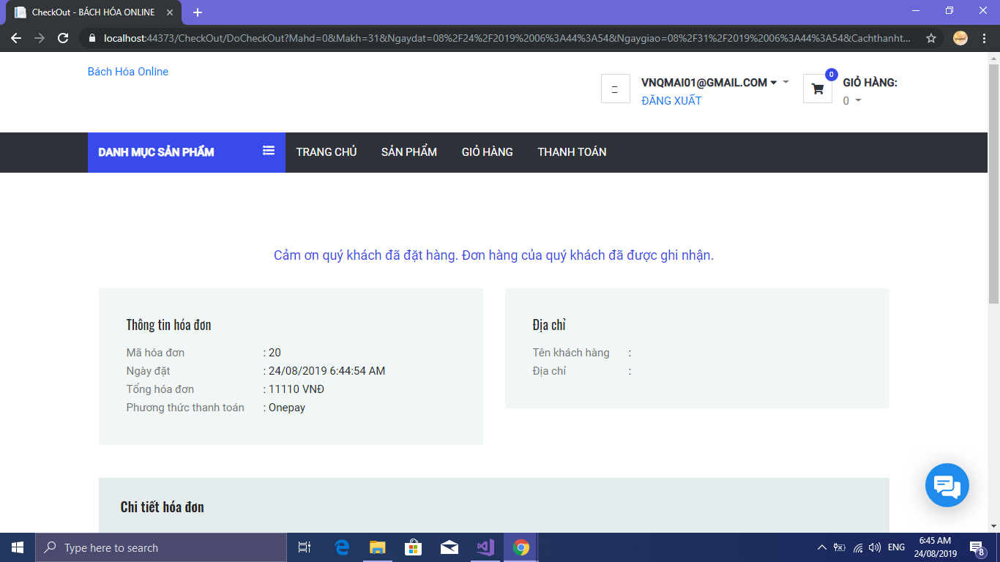 CheckOut - BÁCH HÓA ONLINE
localhost:44373/CheckOut/DoCheckOut?Mahd=0&Makh=31&Ngaydat=08%2F24%2F2019%2006%3A44%3A54&Ngaygiao=08%2F31%2F2019%2006%3A44%3A54&Cachthanht...
Bách Hóa Online
VNQMAI01@GMAIL.COM
ĐĂNG XUẤT
0
GIỎ HÀNG:
0
DANH MỤC SẢN PHẨM
TRANG CHỦ
SẢN PHẨM
GIỎ HÀNG
THANH TOÁN
Cảm ơn quý khách đã đặt hàng. Đơn hàng của quý khách đã được ghi nhận.
Thông tin hóa đơn
Mã hóa đơn : 20
Ngày đặt : 24/08/2019 6:44:54 AM
Tổng hóa đơn : 11110 VNĐ
Phương thức thanh toán : Onepay
Địa chỉ
Tên khách hàng :
Địa chỉ :
Chi tiết hóa đơn
Type here to search
ENG
6:45 AM
24/08/2019
8